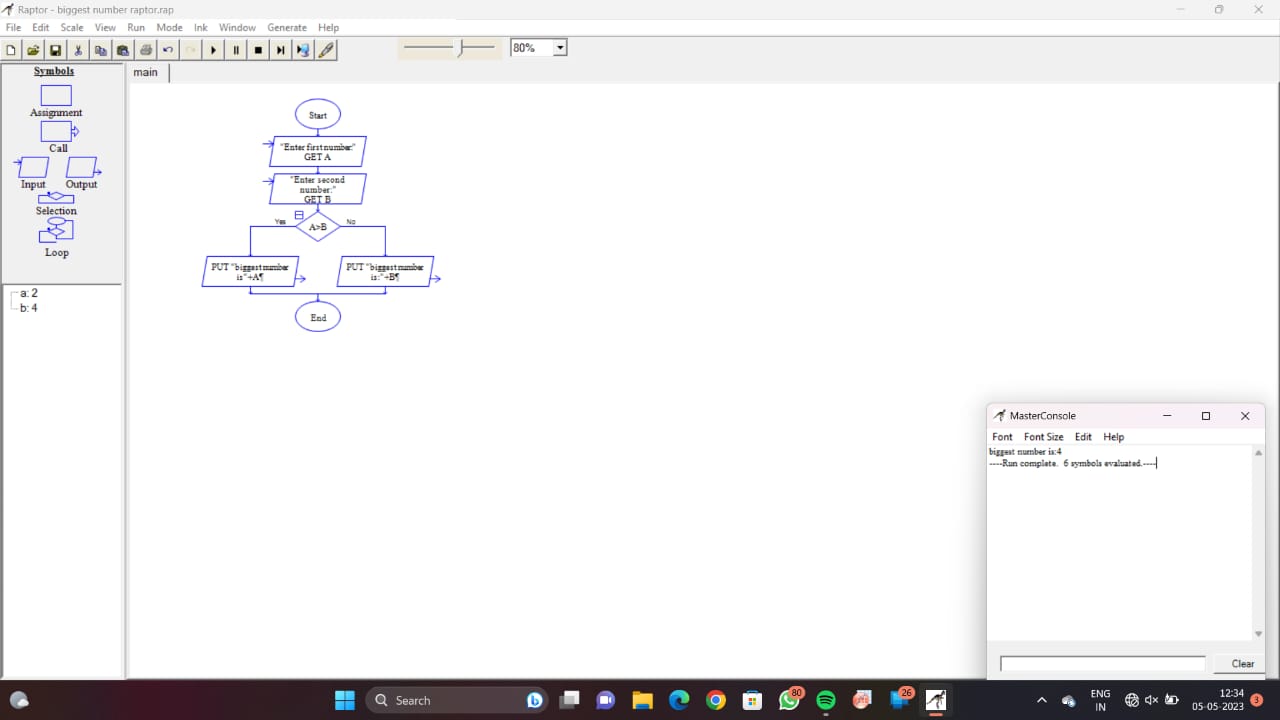 Raptor - biggest number raptor.rap
File Edit Scale View Run Mode Ink Window Generate Help
80%
Symbols
main
Assignment
Call
Input Output
Selection
Loop
a: 2
b: 4
Start
"Enter first number:"
GET A
"Enter second
number:"
GET B
Yes No
A>B
PUT "biggest number
is"+A¶
PUT "biggest number
is:"+B¶
End
MasterConsole
Font Font Size Edit Help
biggest number is:4
----Run complete.  6 symbols evaluated.----
Clear
Search
80
26
ENG
IN
12:34
05-05-2023
3